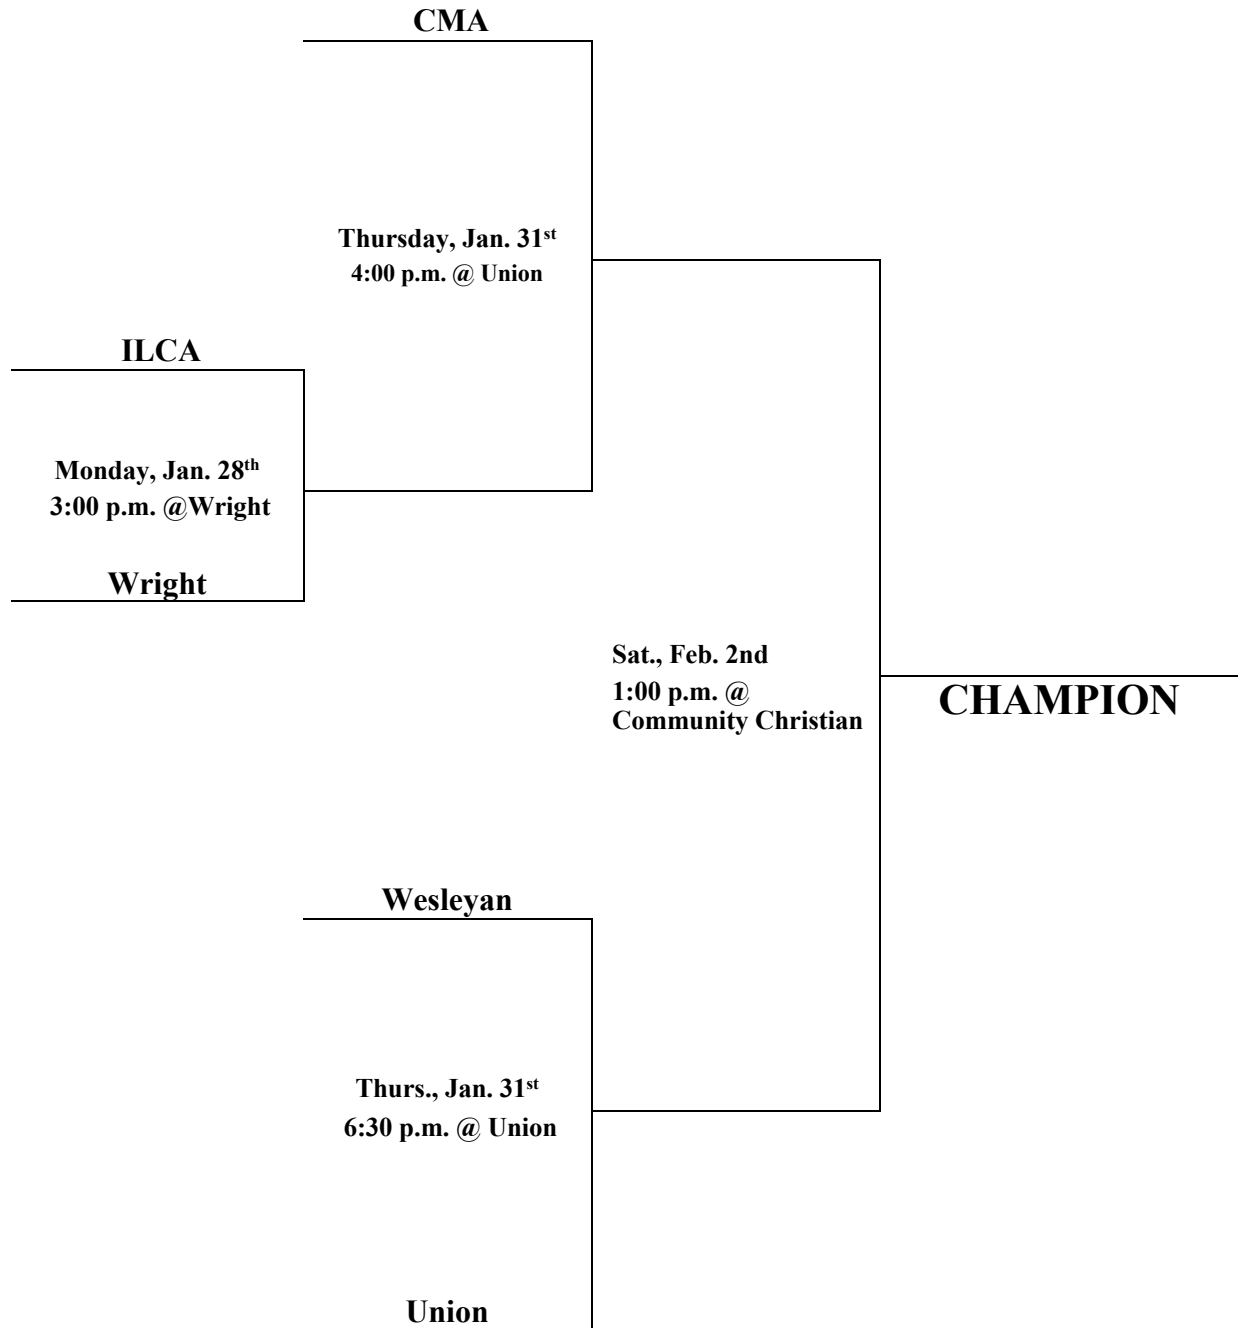 CMA
Thursday, Jan. 31st
4:00 p.m. @ Union
ILCA
Monday, Jan. 28th
3:00 p.m. @Wright
Wright
Sat., Feb. 2nd
1:00 p.m. @
Community Christian
CHAMPION
Wesleyan
Thurs., Jan. 31st
6:30 p.m. @ Union
Union